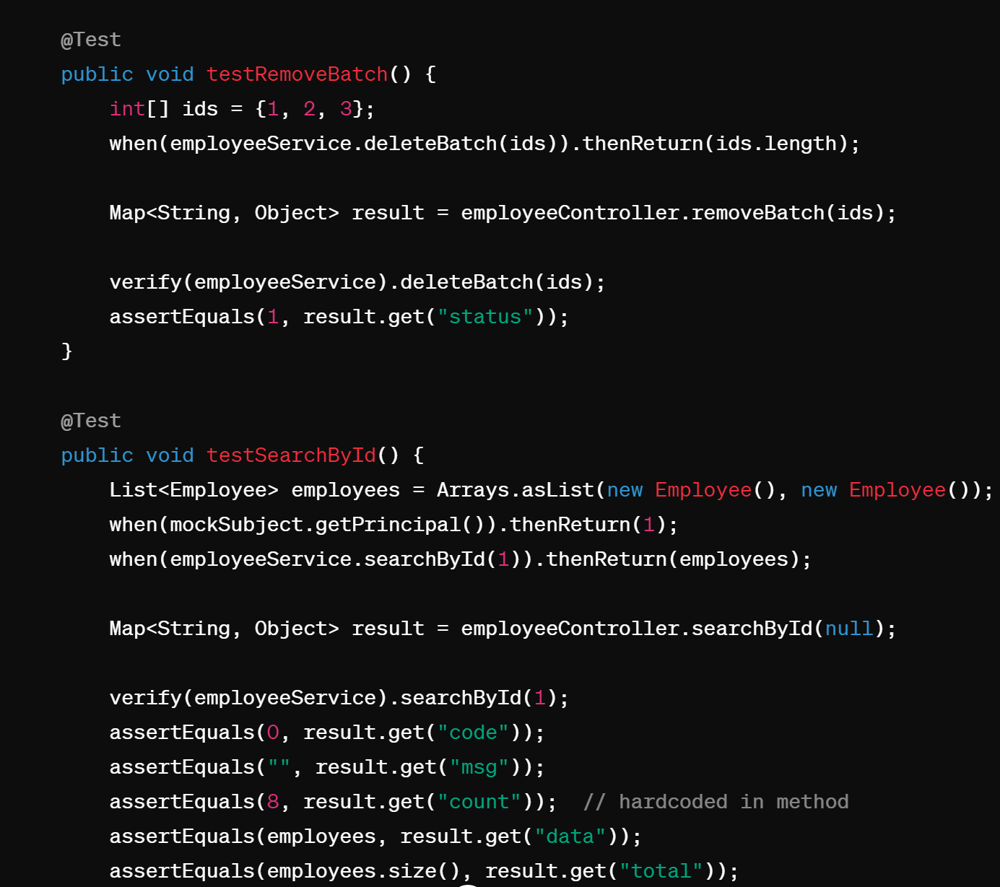 @Test
public void testRemoveBatch() {
int[] ids = {1, 2, 3};
when(employeeService.deleteBatch(ids)).thenReturn(ids.length);
Map<String, Object> result = employeeController.removeBatch(ids);
verify(employeeService).deleteBatch(ids);
assertEquals(1, result.get("status"));
}
@Test
public void testSearchById() {
List<Employee> employees = Arrays.asList(new Employee(), new Employee());
when(mockSubject.getPrincipal()).thenReturn(1);
when(employeeService.searchById(1)).thenReturn(employees);
Map<String, Object> result = employeeController.searchById(null);
verify(employeeService).searchById(1);
assertEquals(0, result.get("code"));
assertEquals("", result.get("msg"));
assertEquals(8, result.get("count"));  // hardcoded in method
assertEquals(employees, result.get("data"));
assertEquals(employees.size(), result.get("total"));